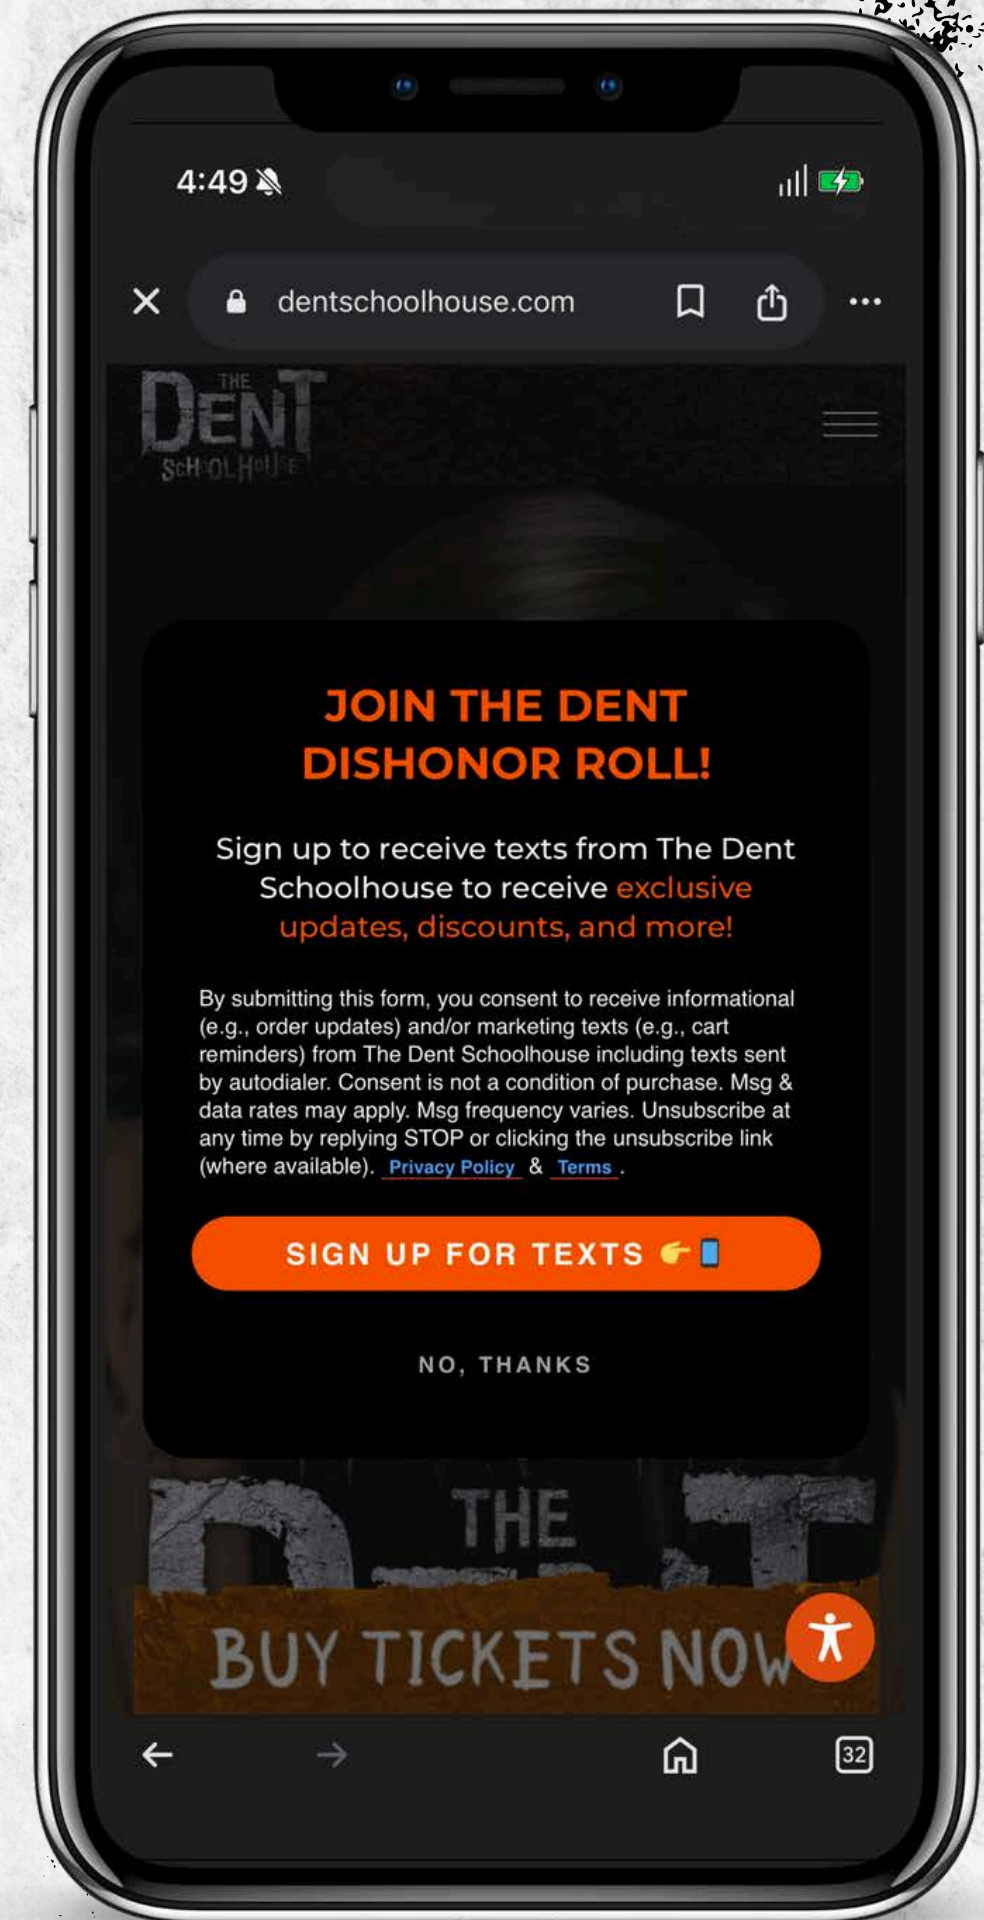 4:49
dentschoolhouse.com
THE
DENT
SCHOOLHOUSE
JOIN THE DENT
DISHONOR ROLL!
Sign up to receive texts from The Dent
Schoolhouse to receive exclusive
updates, discounts, and more!
By submitting this form, you consent to receive informational
(e.g., order updates) and/or marketing texts (e.g., cart
reminders) from The Dent Schoolhouse including texts sent
by autodialer. Consent is not a condition of purchase. Msg &
data rates may apply. Msg frequency varies. Unsubscribe at
any time by replying STOP or clicking the unsubscribe link
(where available). Privacy Policy & Terms .
SIGN UP FOR TEXTS 👉📱
NO, THANKS
THE
BUY TICKETS NOW
32